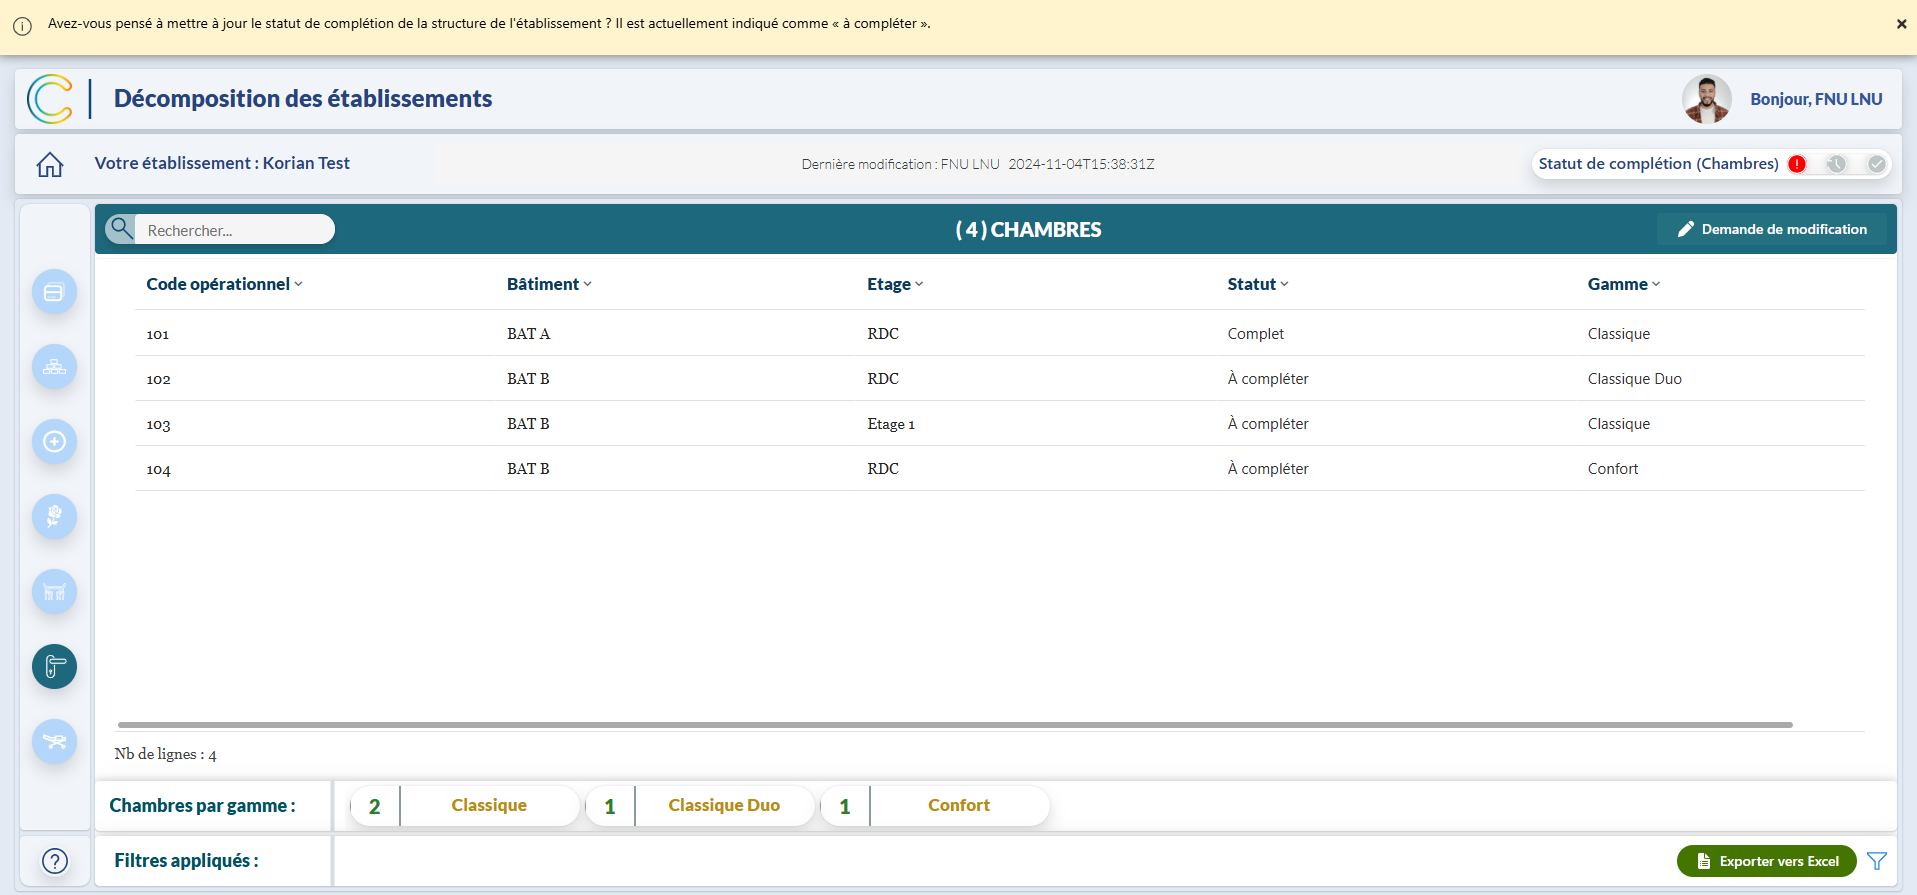 Avez-vous pensé à mettre à jour le statut de complétion de la structure de l'établissement ? Il est actuellement indiqué comme « à compléter ».
Décomposition des établissements
Bonjour, FNU LNU
Votre établissement : Korian Test
Dernière modification : FNU LNU 2024-11-04T15:38:31Z
Statut de complétion (Chambres)
Rechercher...
( 4 ) CHAMBRES
Demande de modification
Code opérationnel Bâtiment Etage Statut Gamme
101 BAT A RDC Complet Classique
102 BAT B RDC À compléter Classique Duo
103 BAT B Etage 1 À compléter Classique
104 BAT B RDC À compléter Confort
Nb de lignes : 4
Chambres par gamme : 2 Classique 1 Classique Duo 1 Confort
Filtres appliqués :
Exporter vers Excel